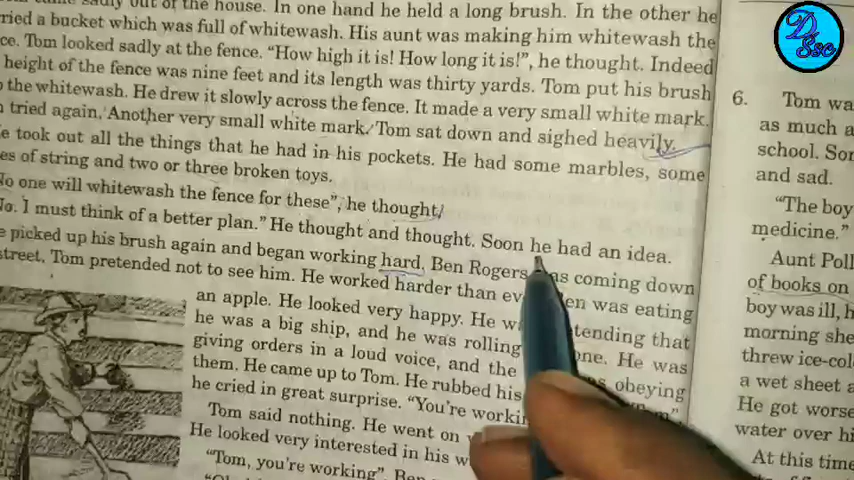 sadly out of the house. In one hand he held a long brush. In the other he
ried a bucket which was full of whitewash. His aunt was making him whitewash the
ce. Tom looked sadly at the fence. “How high it is! How long it is!”, he thought. Indeed
height of the fence was nine feet and its length was thirty yards. Tom put his brush
the whitewash. He drew it slowly across the fence. It made a very small white mark.
tried again. Another very small white mark. Tom sat down and sighed heavily.
e took out all the things that he had in his pockets. He had some marbles, some
es of string and two or three broken toys.
No one will whitewash the fence for these”, he thought,
No. I must think of a better plan.” He thought and thought. Soon he had an idea.
e picked up his brush again and began working hard. Ben Rogers was coming down
street, Tom pretended not to see him. He worked harder than ev en was eating
an apple. He looked very happy. He w tending that
he was a big ship, and he was rolling one. He was
giving orders in a loud voice, and the obeying
them. He came up to Tom. He rubbed his
he cried in great surprise. “You're workin
Tom said nothing. He went on
He looked very interested in his w
“Tom, you're working”, Ben
D
Ssc
6. Tom wa
as much a
school. Sor
and sad.
“The boy
medicine.”
Aunt Poll
of books on
boy was ill, h
morning she
threw ice-col
a wet sheet a
He got worse
water over hi
At this time